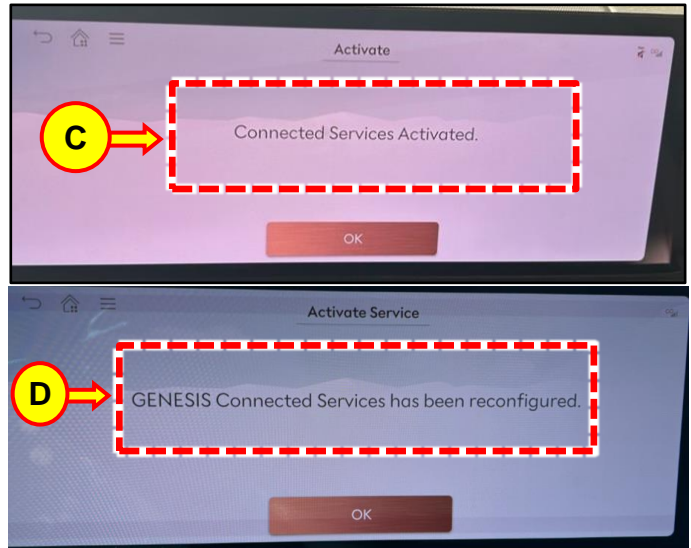 Activate
C
Connected Services Activated.
OK
Activate Service
D
GENESIS Connected Services has been reconfigured.
OK